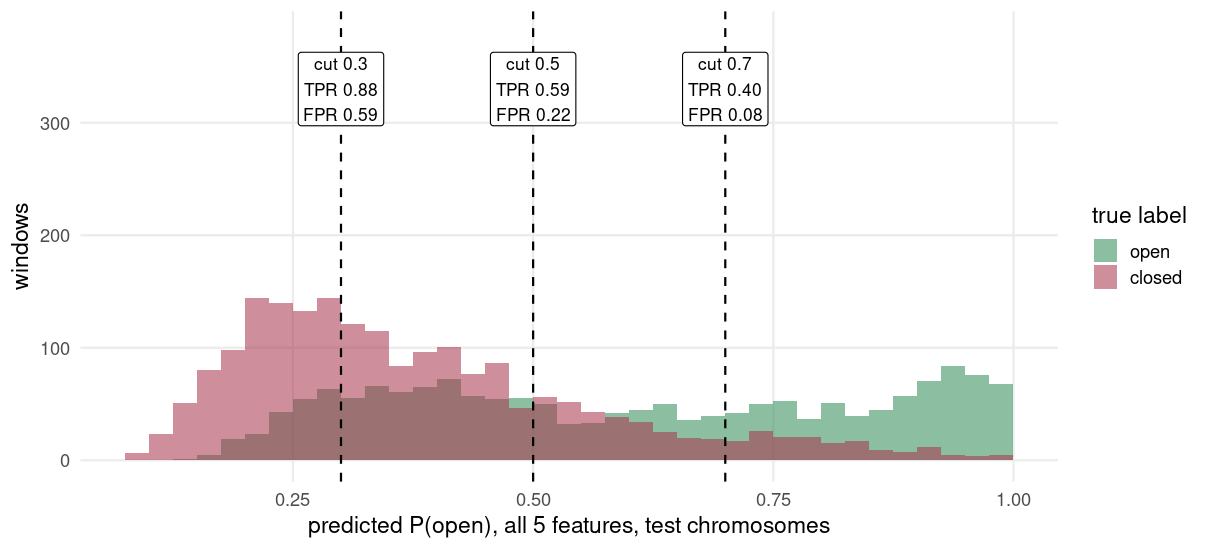 cut 0.3
TPR 0.88
FPR 0.59
cut 0.5
TPR 0.59
FPR 0.22
cut 0.7
TPR 0.40
FPR 0.08
windows
300
200
100
0
0.25
0.50
0.75
1.00
predicted P(open), all 5 features, test chromosomes
true label
open
closed